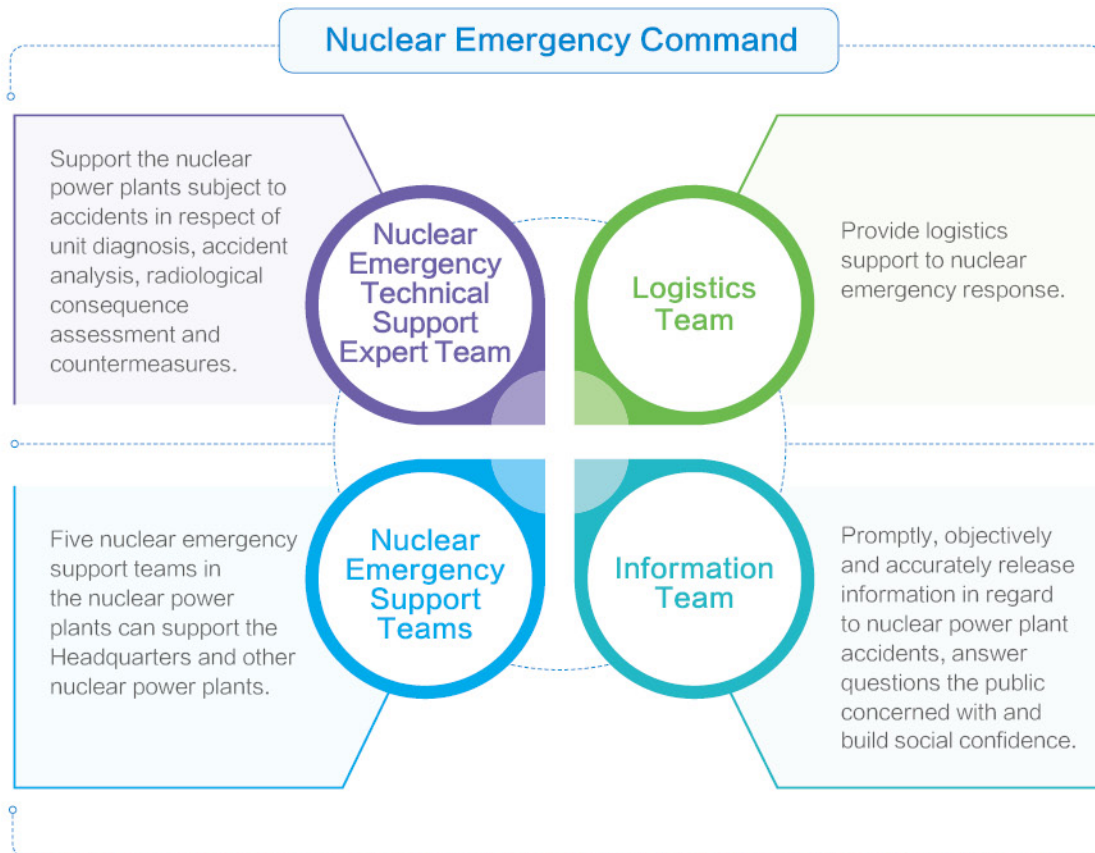 Nuclear Emergency Command
Support the nuclear
power plants subject to
accidents in respect of
unit diagnosis, accident
analysis, radiological
consequence
assessment and
countermeasures.
Nuclear
Emergency
Technical
Support
Expert Team
Logistics
Team
Provide logistics
support to nuclear
emergency response.
Five nuclear emergency
support teams in
the nuclear power
plants can support the
Headquarters and other
nuclear power plants.
Nuclear
Emergency
Support
Teams
Information
Team
Promptly, objectively
and accurately release
information in regard
to nuclear power plant
accidents, answer
questions the public
concerned with and
build social confidence.